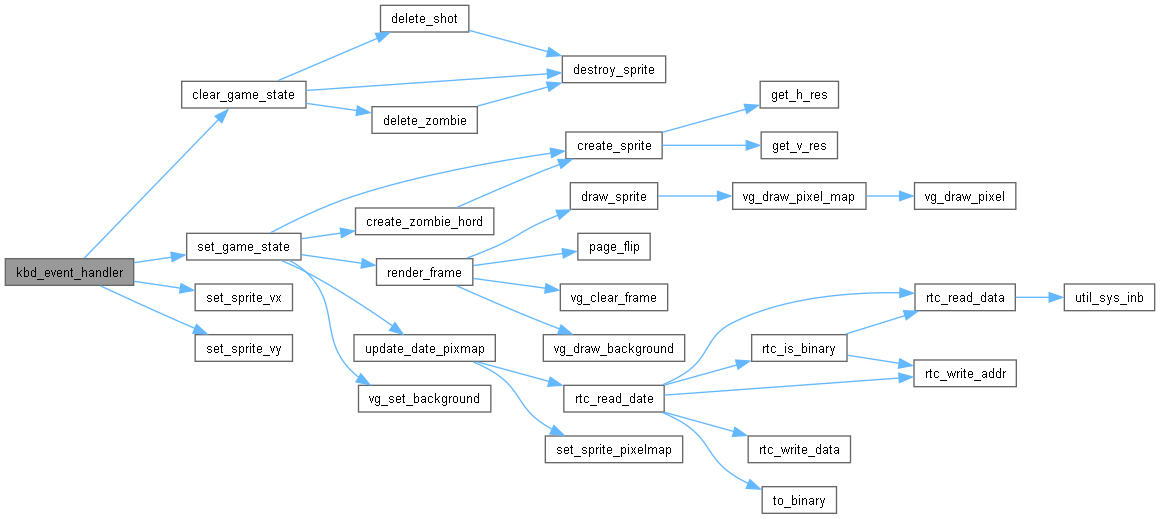 kbd_event_handler
clear_game_state
delete_shot
destroy_sprite
delete_zombie
set_game_state
create_sprite
get_h_res
get_v_res
create_zombie_hord
render_frame
draw_sprite
vg_draw_pixel_map
vg_draw_pixel
page_flip
vg_clear_frame
vg_draw_background
update_date_pixmap
rtc_read_date
rtc_read_data
util_sys_inb
rtc_is_binary
rtc_write_addr
rtc_write_data
to_binary
set_sprite_pixelmap
vg_set_background
set_sprite_vx
set_sprite_vy